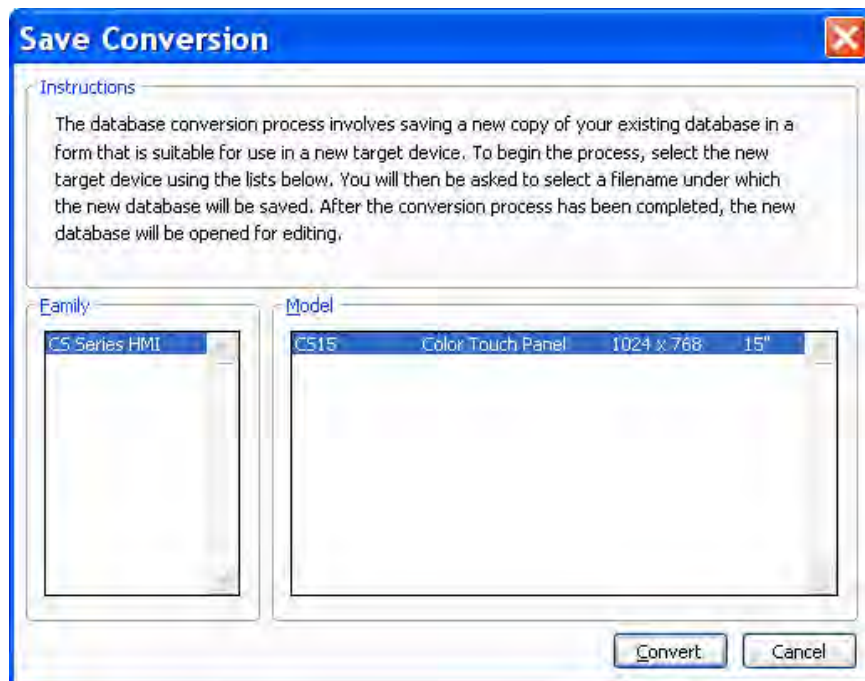 Save Conversion
Instructions
The database conversion process involves saving a new copy of your existing database in a
form that is suitable for use in a new target device. To begin the process, select the new
target device using the lists below. You will then be asked to select a filename under which
the new database will be saved. After the conversion process has been completed, the new
database will be opened for editing.
Family
Model
CS Series HMI
CS15 Color Touch Panel 1024 x 768 15"
Convert
Cancel